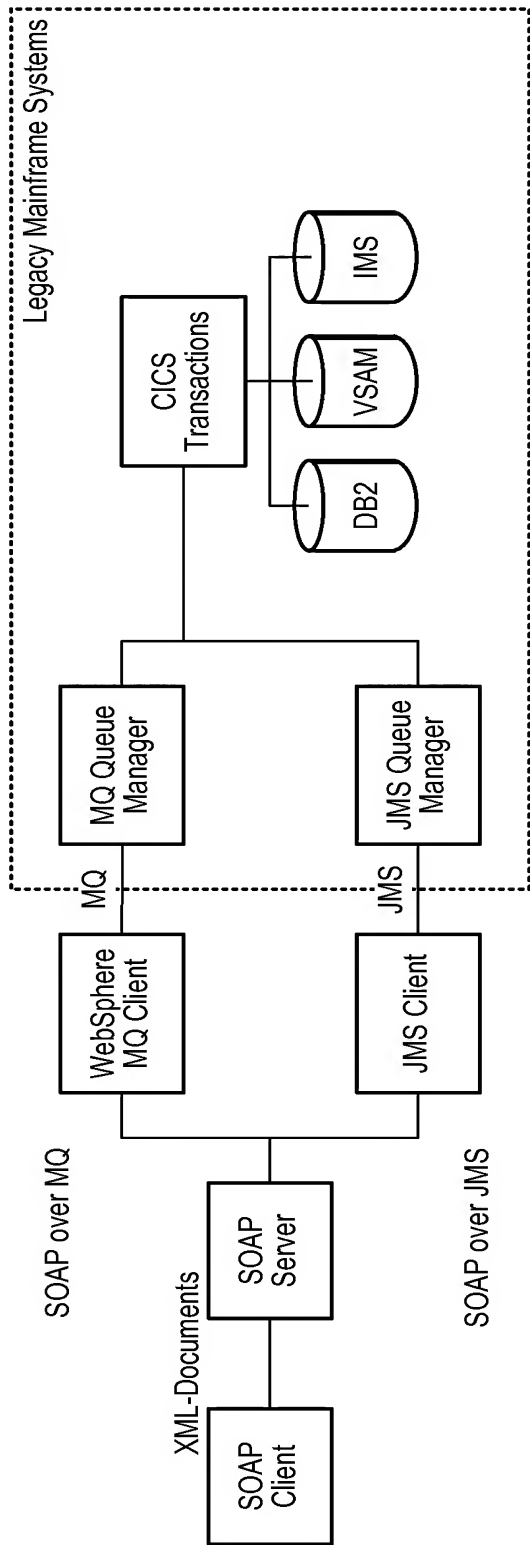 Legacy Mainframe Systems
SOAP over MQ
XML-Documents
SOAP
Client
SOAP
Server
WebSphere
MQ Client
MQ
MQ Queue
Manager
CICS
Transactions
DB2
VSAM
IMS
JMS Client
JMS
JMS Queue
Manager
SOAP over JMS